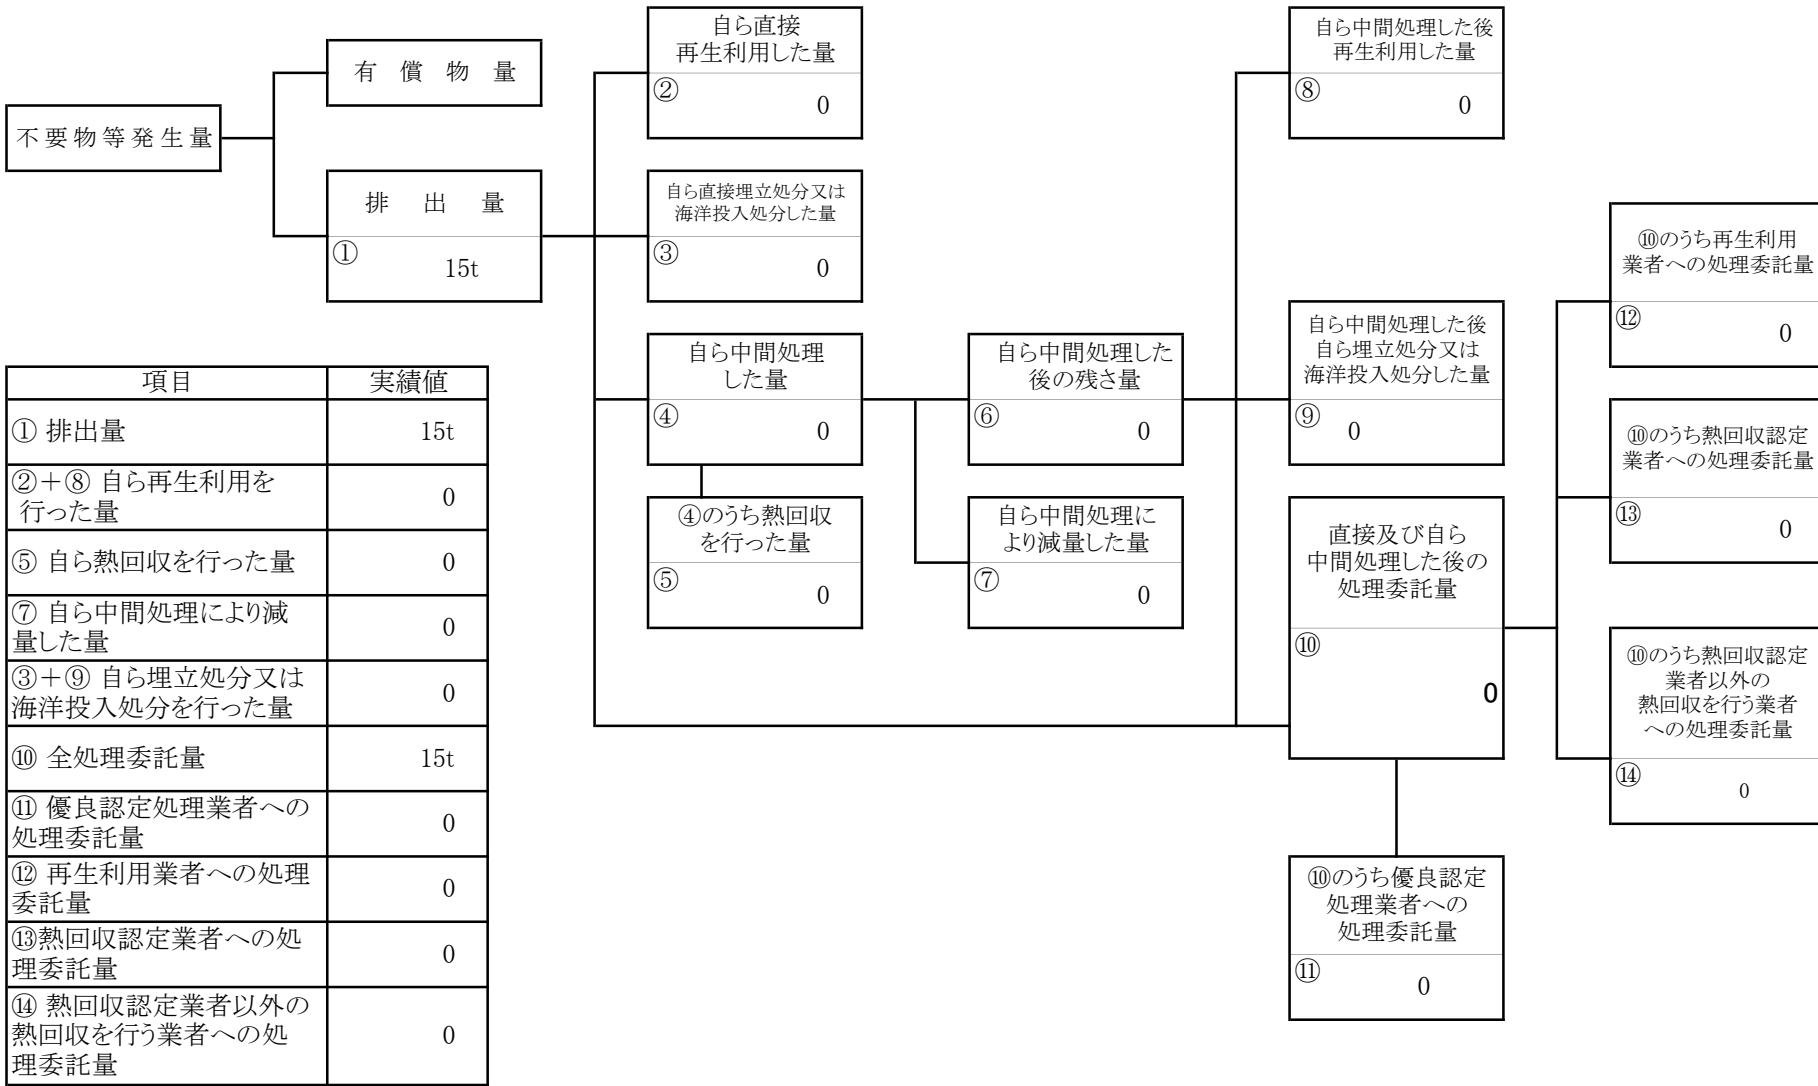 不要物等発生量
有償物量
排出量
①
15t
自ら直接
再生利用した量
②
0
自ら直接埋立処分又は
海洋投入処分した量
③
0
自ら中間処理
した量
④
0
④のうち熱回収
を行った量
⑤
0
自ら中間処理した
後の残さ量
⑥
0
自ら中間処理に
より減量した量
⑦
0
自ら中間処理した後
再生利用した量
⑧
0
自ら中間処理した後
自ら埋立処分又は
海洋投入処分した量
⑨
0
直接及び自ら
中間処理した後の
処理委託量
⑩
0
⑩のうち優良認定
処理業者への
処理委託量
⑪
0
⑩のうち再生利用
業者への処理委託量
⑫
0
⑩のうち熱回収認定
業者への処理委託量
⑬
0
⑩のうち熱回収認定
業者以外の
熱回収を行う業者
への処理委託量
⑭
0
項目 実績値
① 排出量 15t
②+⑧ 自ら再生利用を
行った量 0
⑤ 自ら熱回収を行った量 0
⑦ 自ら中間処理により減
量した量 0
③+⑨ 自ら埋立処分又は
海洋投入処分を行った量 0
⑩ 全処理委託量 15t
⑪ 優良認定処理業者への
処理委託量 0
⑫ 再生利用業者への処理
委託量 0
⑬熱回収認定業者への処
理委託量 0
⑭ 熱回収認定業者以外の
熱回収を行う業者への処
理委託量 0